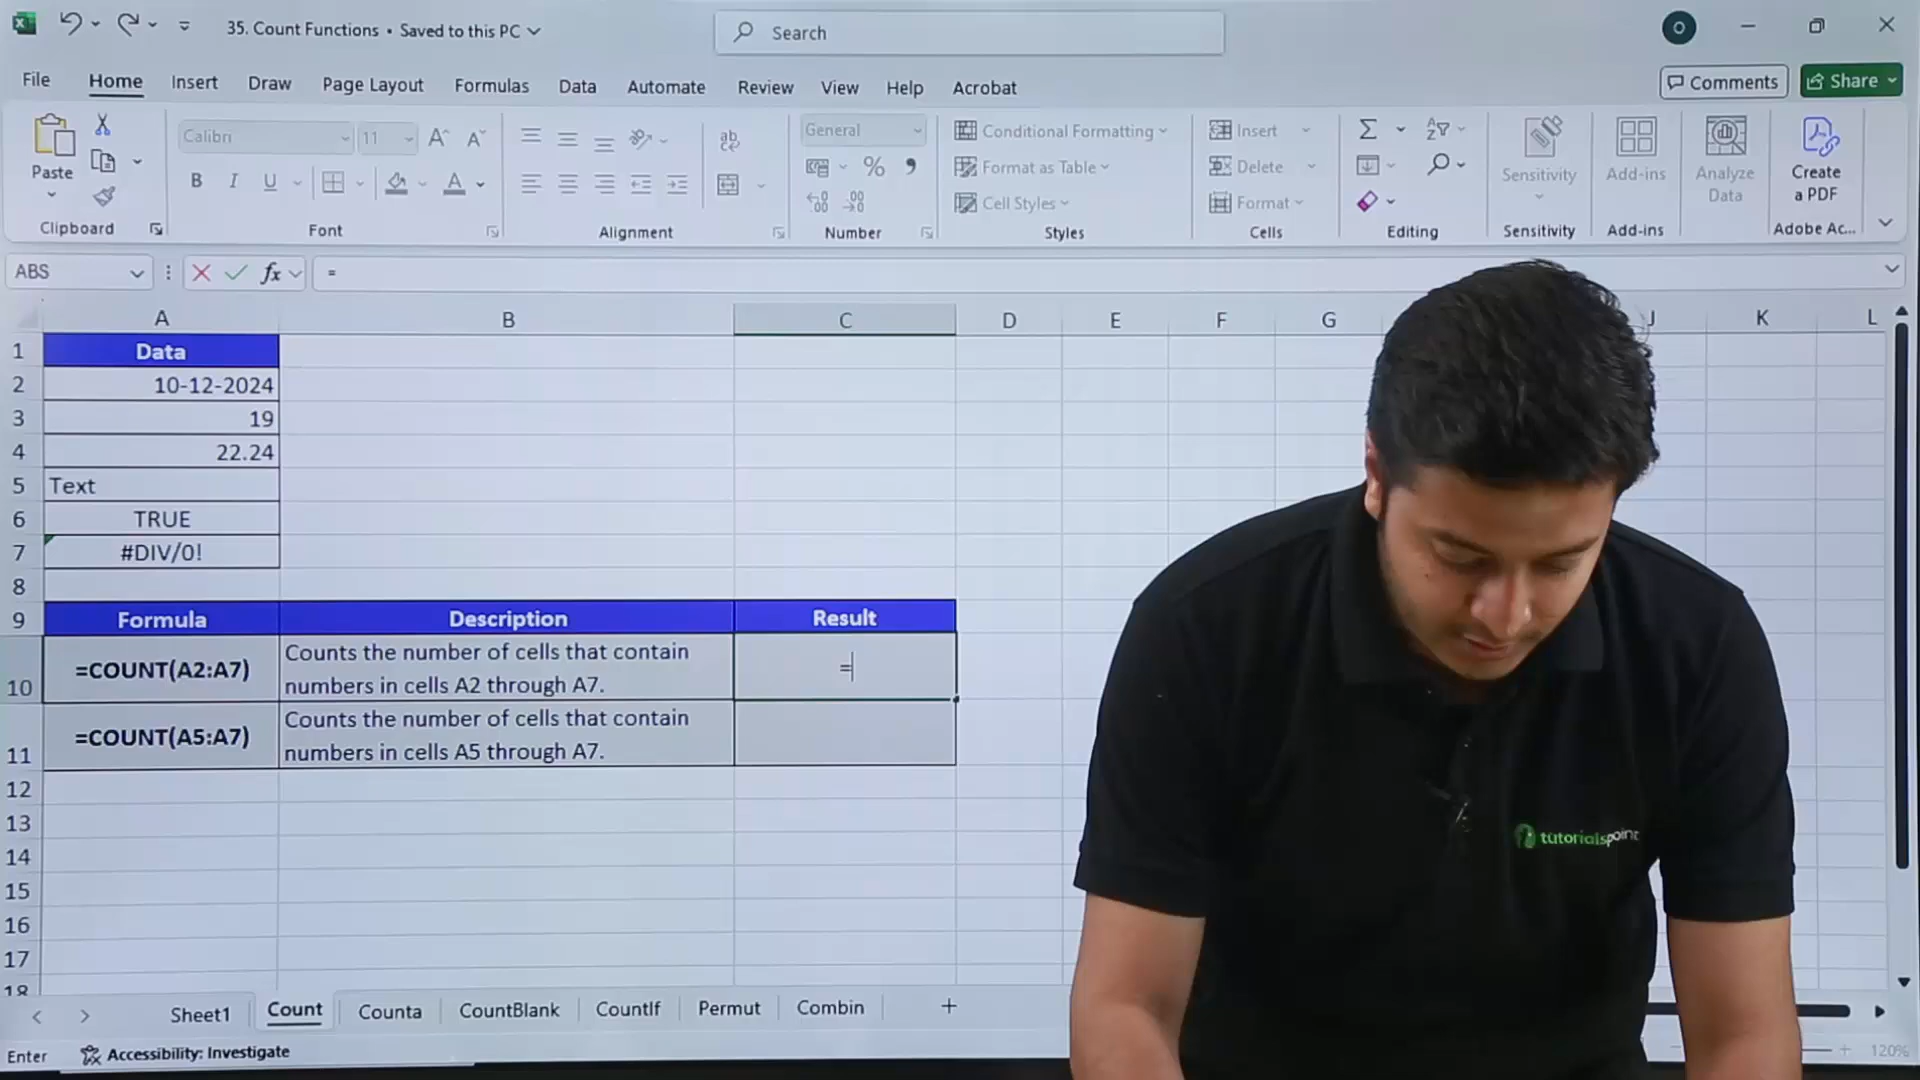 35. Count Functions • Saved to this PC
Search
O
File
Home
Insert
Draw
Page Layout
Formulas
Data
Automate
Review
View
Help
Acrobat
Comments
Share
Paste
Clipboard
Calibri
11
B I U
Font
ab
Alignment
General
%
Number
Conditional Formatting
Format as Table
Cell Styles
Styles
Insert
Delete
Format
Cells
Editing
Sensitivity
Sensitivity
Add-ins
Add-ins
Analyze
Data
Create
a PDF
Adobe Ac...
ABS
fx
=
A B C D E F G J K L
1 Data
2 10-12-2024
3 19
4 22.24
5 Text
6 TRUE
7 #DIV/0!
8
9 Formula Description Result
10 =COUNT(A2:A7) Counts the number of cells that contain
numbers in cells A2 through A7. =
11 =COUNT(A5:A7) Counts the number of cells that contain
numbers in cells A5 through A7.
12
13
14
15
16
17
18
tutorialspoint
Sheet1
Count
Counta
CountBlank
CountIf
Permut
Combin
Enter
Accessibility: Investigate
120%